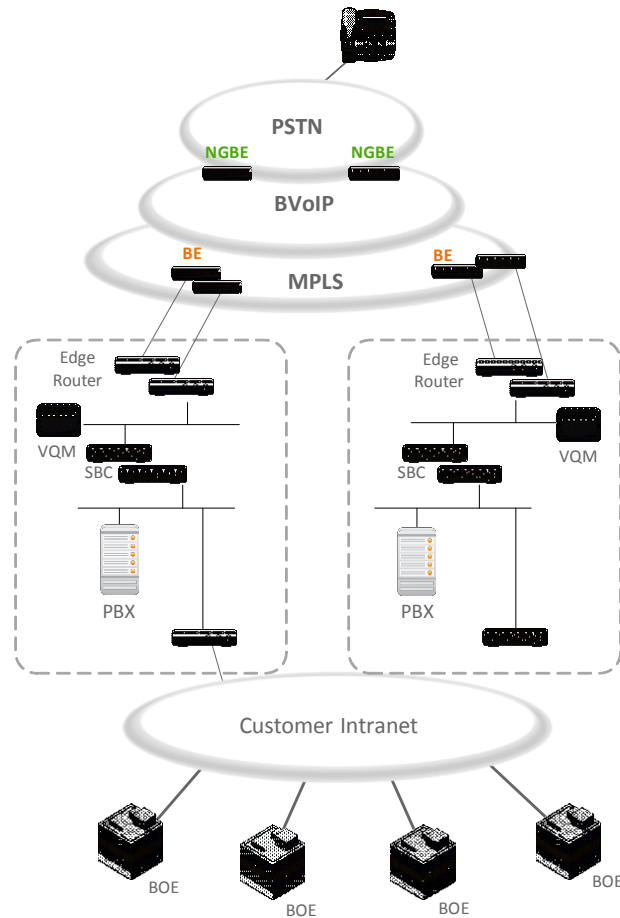 PSTN
NGBE
NGBE
BVoIP
BE
BE
MPLS
Edge
Router
Edge
Router
VQM
SBC
SBC
VQM
PBX
PBX
Customer Intranet
BOE
BOE
BOE
BOE